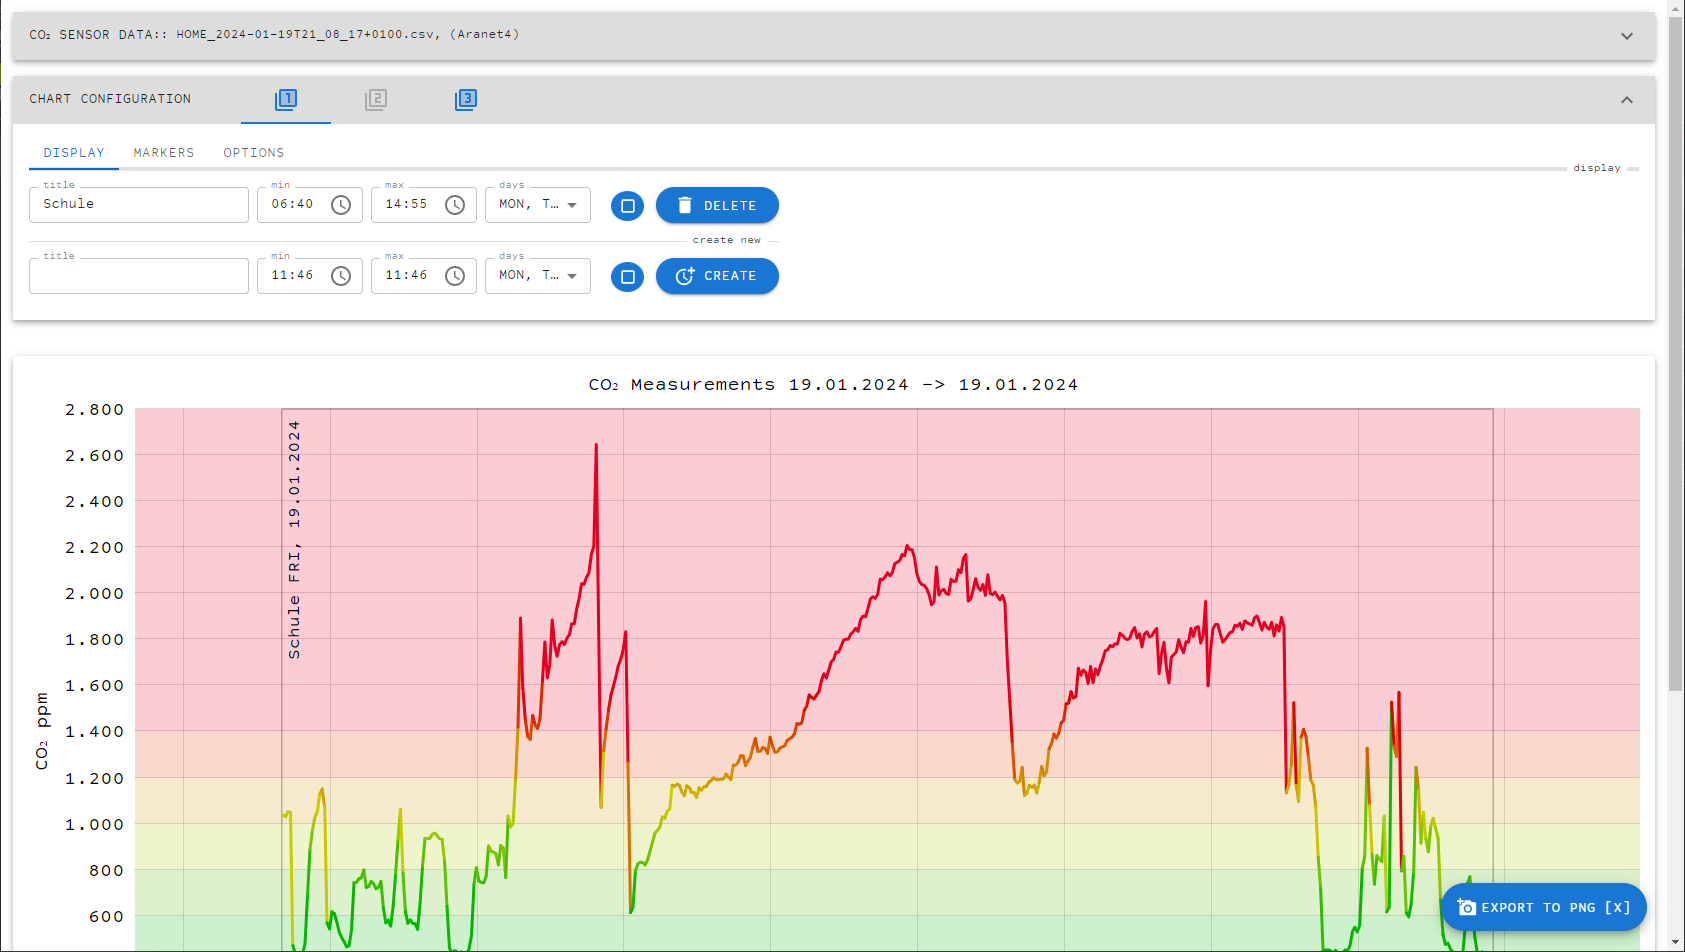 CO₂ SENSOR DATA:: HOME_2024-01-19T21_08_17+0100.csv, (Aranet4)
CHART CONFIGURATION 1 2 3
DISPLAY MARKERS OPTIONS
display
title min max days
Schule 06:40 14:55 MON, T… DELETE
create new
title min max days
11:46 11:46 MON, T… CREATE
CO₂ Measurements 19.01.2024 -> 19.01.2024
2.800
2.600
2.400
2.200
2.000
1.800
1.600
1.400
1.200
1.000
800
600
CO₂ ppm
Schule FRI, 19.01.2024
EXPORT TO PNG [X]